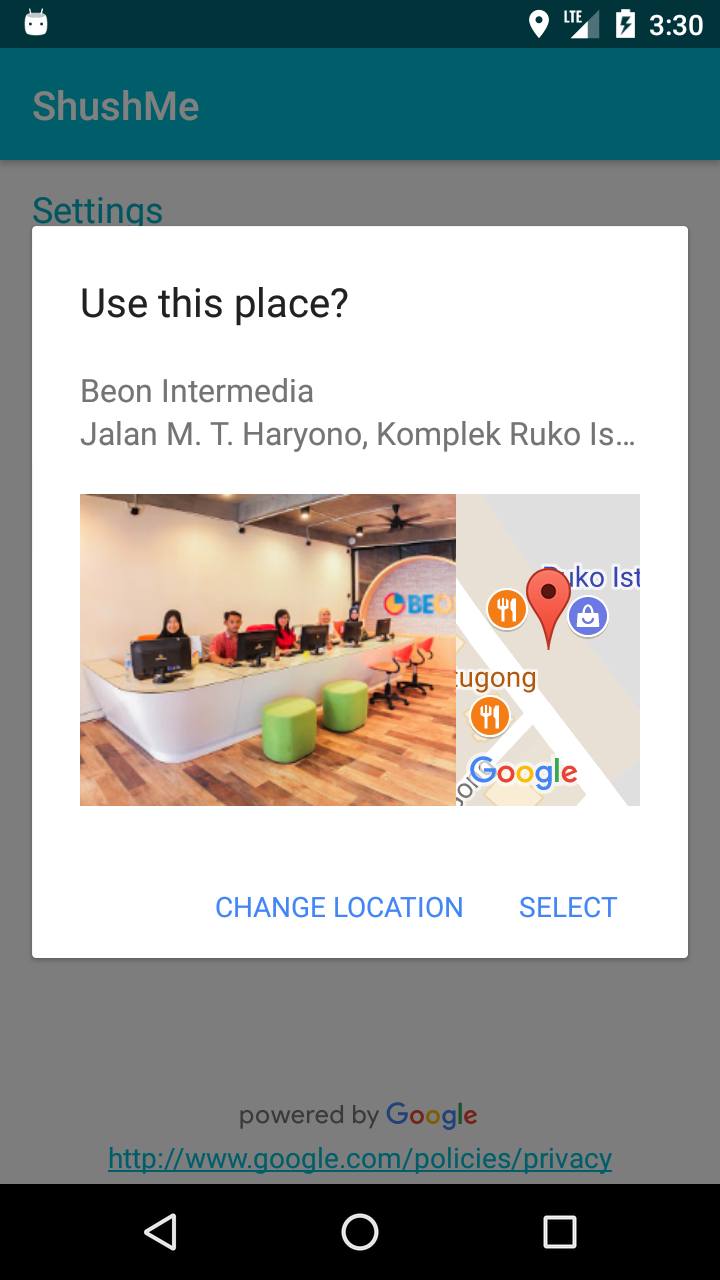 LTE 3:30
ShushMe
Settings
Use this place?
Beon Intermedia
Jalan M. T. Haryono, Komplek Ruko Is...
BEO
Ruko Ist
tugong
Google
CHANGE LOCATION SELECT
powered by Google
http://www.google.com/policies/privacy